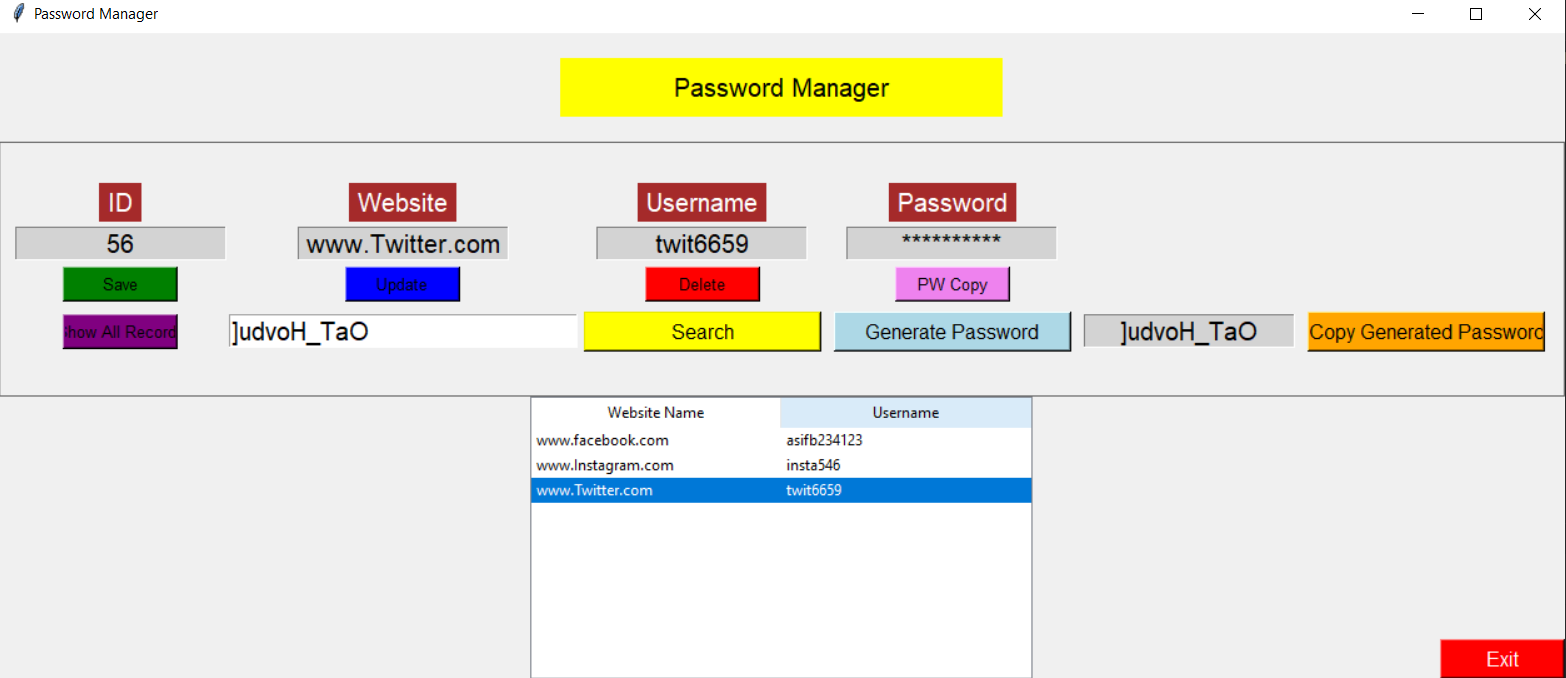 Password Manager
Password Manager
ID Website Username Password
56 www.Twitter.com twit6659 **********
Save Update Delete PW Copy
how All Record ]udvoH_TaO Search Generate Password ]udvoH_TaO Copy Generated Password
Website Name Username
www.facebook.com asifb234123
www.Instagram.com insta546
www.Twitter.com twit6659
Exit